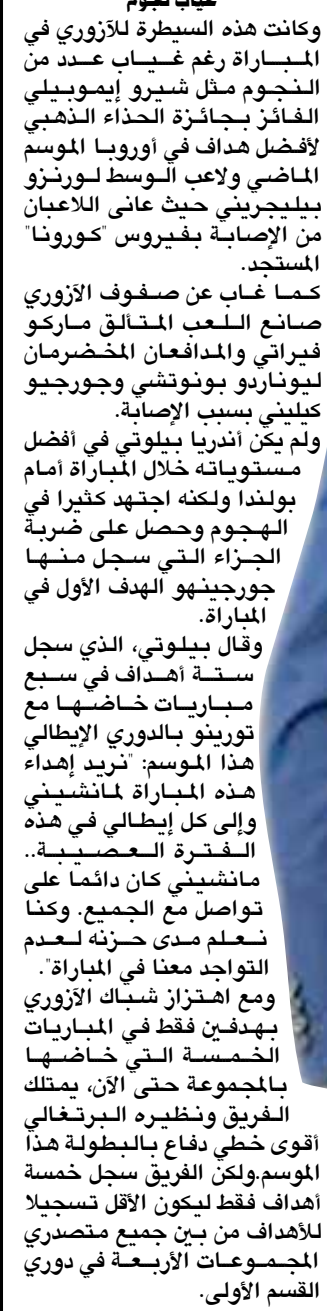 غياب نجوم
وكانت هذه السيطرة للآزوري في
المباراة رغم غياب عدد من
النجوم مثل شيرو إيموبيلي
الفائز بجائزة الحذاء الذهبي
لأفضل هداف في أوروبا الموسم
الماضي ولاعب الوسط لورنزو
بيليجريني حيث عانى اللاعبان
من الإصابة بفيروس "كورونا"
المستجد.
كما غاب عن صفوف الآزوري
صانع اللعب المتألق ماركو
فيراتي والمدافعان المخضرمان
ليوناردو بونوتشي وجورجيو
كيليني بسبب الإصابة.
ولم يكن أندريا بيلوتي في أفضل
مستوياته خلال المباراة أمام
بولندا ولكنه اجتهد كثيرا في
الهجوم وحصل على ضربة
الجزاء التي سجل منها
جورجينهو الهدف الأول في
المباراة.
وقال بيلوتي، الذي سجل
ستة أهداف في سبع
مباريات خاضها مع
تورينو بالدوري الإيطالي
هذا الموسم: "نريد إهداء
هذه المباراة لمانشيني
وإلى كل إيطالي في هذه
الفترة العصيبة..
مانشيني كان دائما على
تواصل مع الجميع. وكنا
نعلم مدى حزنه لعدم
التواجد معنا في المباراة".
ومع اهتزاز شباك الآزوري
بهدفين فقط في المباريات
الخمسة التي خاضها
بالمجموعة حتى الآن، يمتلك
الفريق ونظيره البرتغالي
أقوى خطي دفاع بالبطولة هذا
الموسم.ولكن الفريق سجل خمسة
أهداف فقط ليكون الأقل تسجيلا
للأهداف من بين جميع متصدري
المجموعات الأربعة في دوري
القسم الأولى.